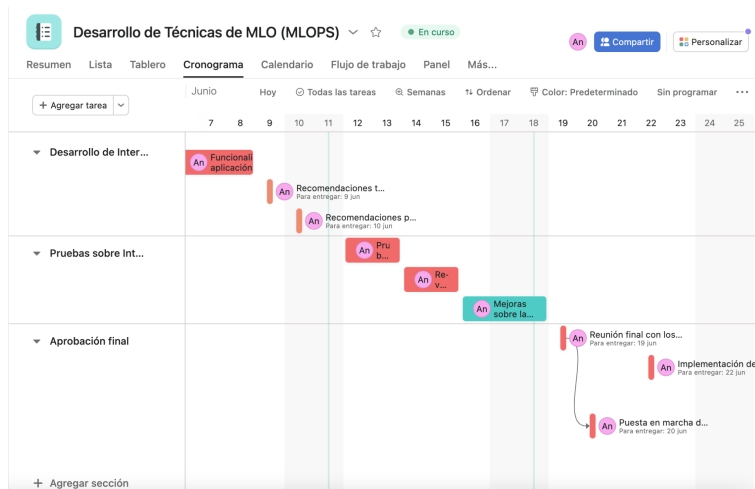 Desarrollo de Técnicas de MLO (MLOPS)
En curso
An
Compartir
Personalizar
Resumen Lista Tablero Cronograma Calendario Flujo de trabajo Panel Más...
+ Agregar tarea
Junio
Hoy
Todas las tareas
Semanas
Ordenar
Color: Predeterminado
Sin programar
7 8 9 10 11 12 13 14 15 16 17 18 19 20 21 22 23 24 25
Desarrollo de Inter...
An
Funcionali
aplicación
An
Recomendaciones t...
Para entregar: 9 jun
An
Recomendaciones p...
Para entregar: 10 jun
Pruebas sobre Int...
An
Pru
b...
An
Re-
v...
An
Mejoras
sobre la...
Aprobación final
An
Reunión final con los...
Para entregar: 19 jun
An
Implementación de
Para entregar: 22 jun
An
Puesta en marcha d...
Para entregar: 20 jun
+ Agregar sección